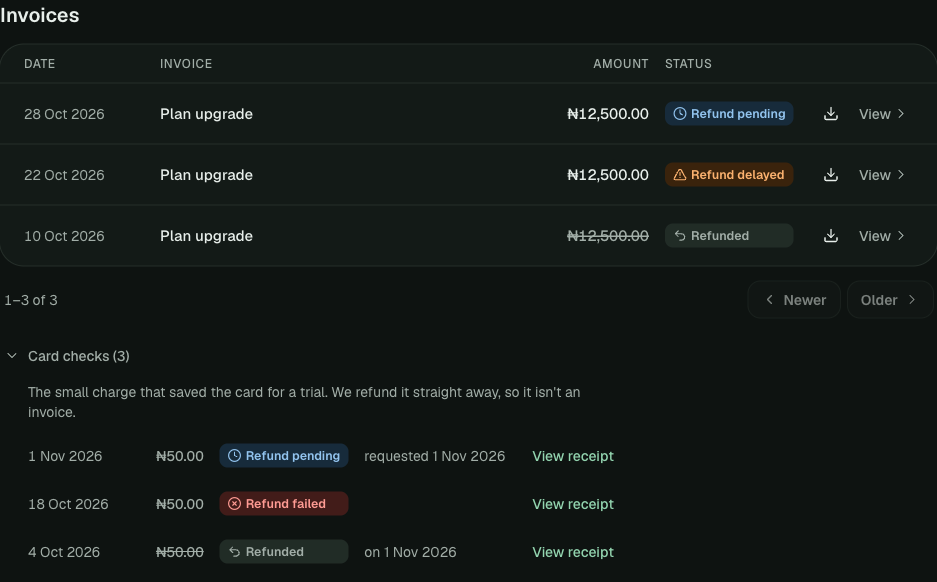 Invoices
DATE INVOICE AMOUNT STATUS
28 Oct 2026 Plan upgrade ₦12,500.00 Refund pending View
22 Oct 2026 Plan upgrade ₦12,500.00 Refund delayed View
10 Oct 2026 Plan upgrade ₦12,500.00 Refunded View
1–3 of 3 Newer Older
Card checks (3)
The small charge that saved the card for a trial. We refund it straight away, so it isn't an
invoice.
1 Nov 2026 ₦50.00 Refund pending requested 1 Nov 2026 View receipt
18 Oct 2026 ₦50.00 Refund failed View receipt
4 Oct 2026 ₦50.00 Refunded on 1 Nov 2026 View receipt